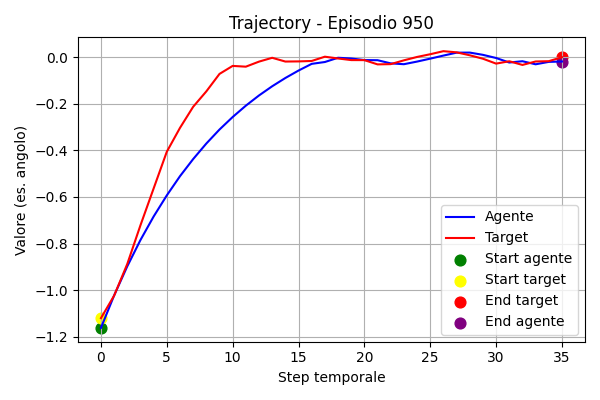 Trajectory - Episodio 950
Valore (es. angolo)
0.0
−0.2
−0.4
−0.6
−0.8
−1.0
−1.2
0 5 10 15 20 25 30 35
Step temporale
Agente
Target
Start agente
Start target
End target
End agente